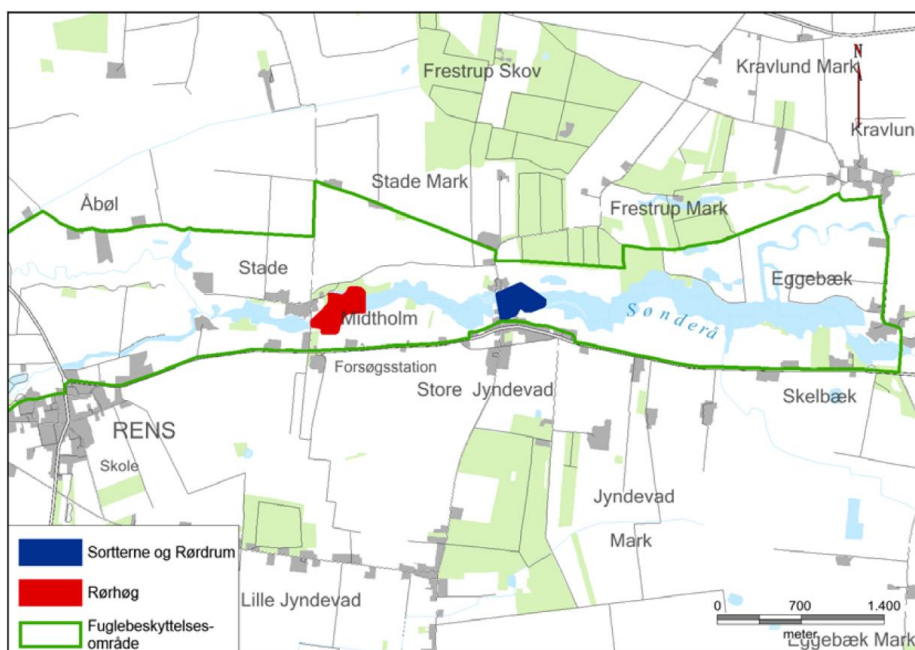 Frestrup Skov
Kravlund Mark
N
Kravlund
Stade Mark
Åbøl
Frestrup Mark
Stade
Eggebæk
Midtholm
Sønderå
Forsøgsstation
Store Jyndevad
Skelbæk
RENS
Skole
Jyndevad
Mark
Lille Jyndevad
Eggebæk Mark
Sortterne og Rørdrum
Rørhøg
Fuglebeskyttelses-
område
0 700 1.400
meter